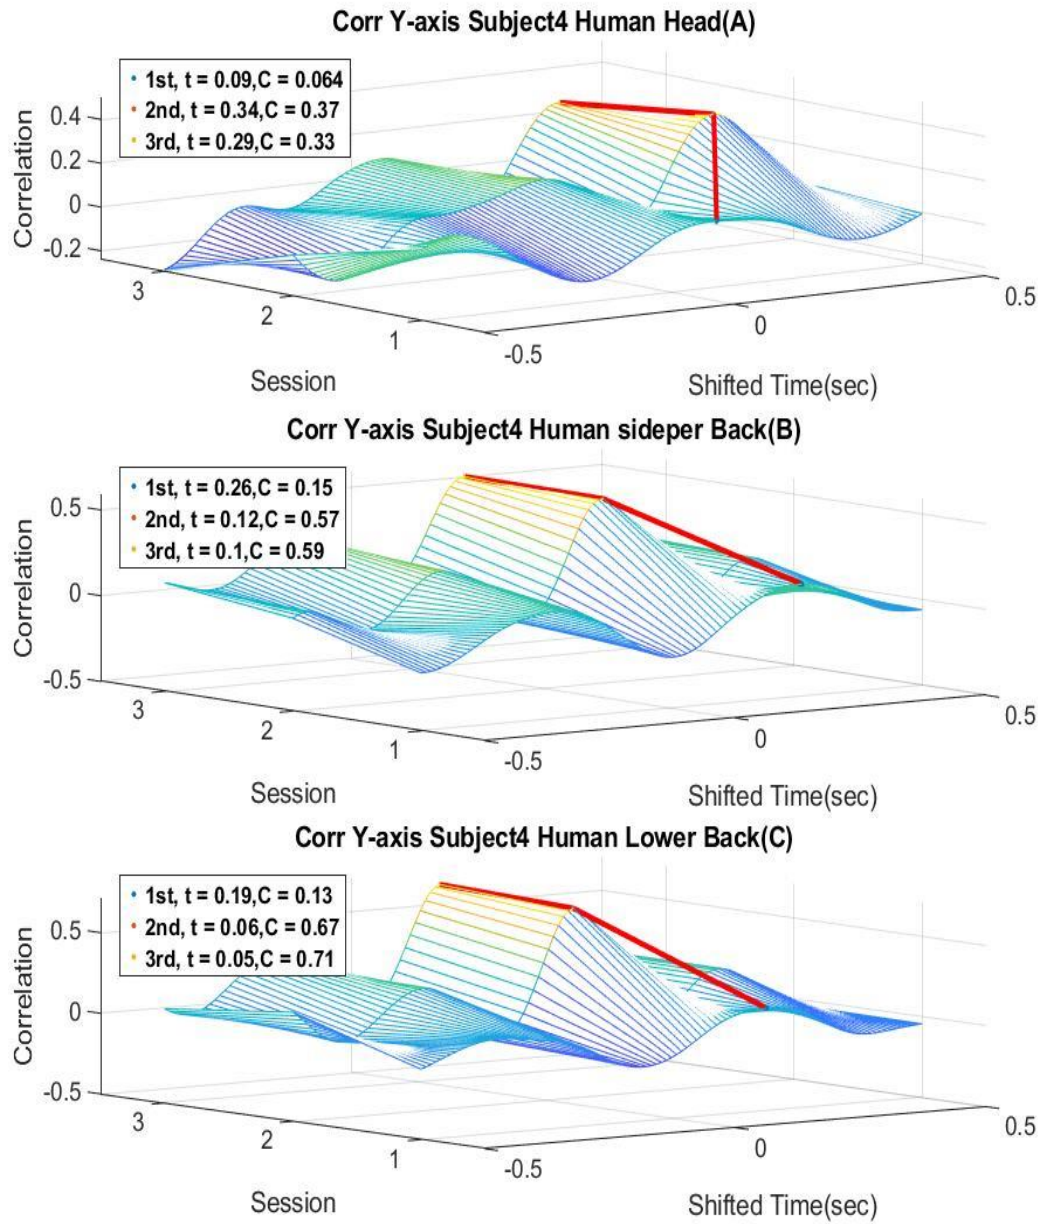 Corr Y-axis Subject4 Human Head(A)
1st, t = 0.09,C = 0.064
2nd, t = 0.34,C = 0.37
3rd, t = 0.29,C = 0.33
Correlation
0.4
0.2
0
-0.2
3
2
1
-0.5
0
0.5
Session
Shifted Time(sec)
Corr Y-axis Subject4 Human sideper Back(B)
1st, t = 0.26,C = 0.15
2nd, t = 0.12,C = 0.57
3rd, t = 0.1,C = 0.59
Correlation
0.5
0
-0.5
3
2
1
-0.5
0
0.5
Session
Shifted Time(sec)
Corr Y-axis Subject4 Human Lower Back(C)
1st, t = 0.19,C = 0.13
2nd, t = 0.06,C = 0.67
3rd, t = 0.05,C = 0.71
Correlation
0.5
0
-0.5
3
2
1
-0.5
0
0.5
Session
Shifted Time(sec)